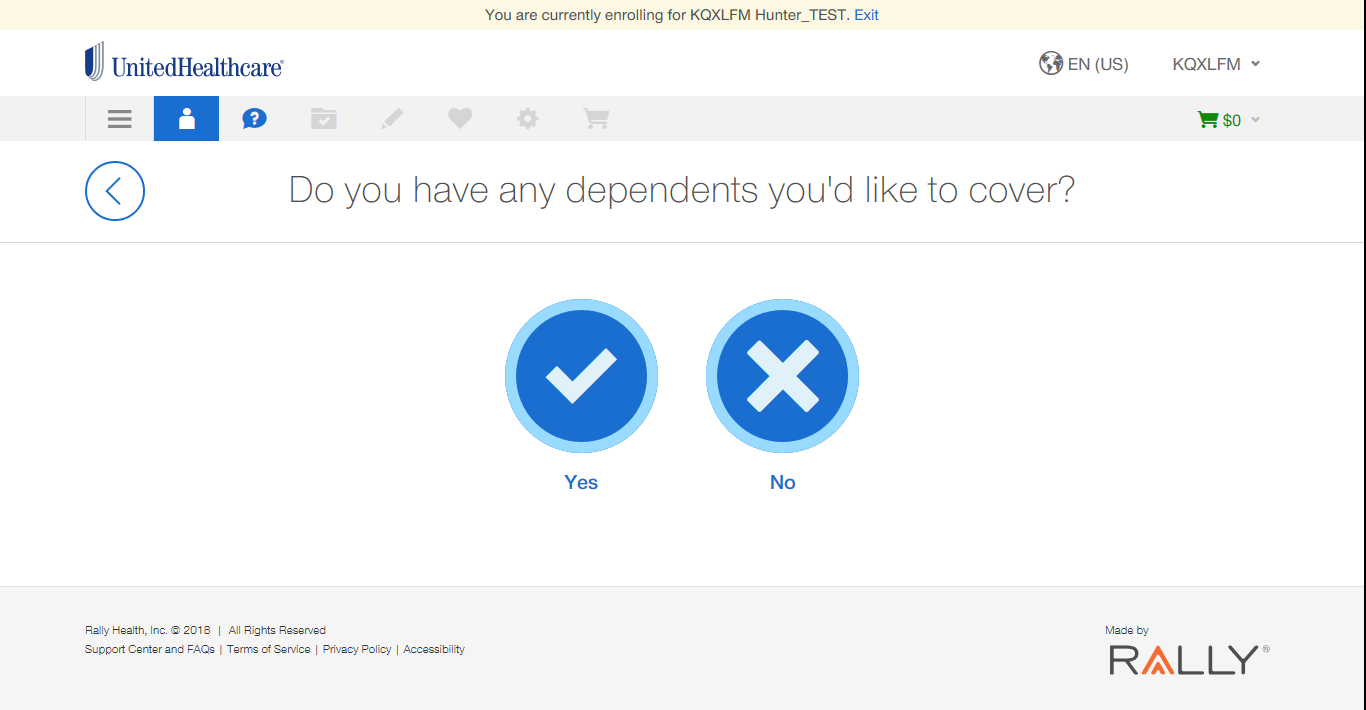 You are currently enrolling for KQXLFM Hunter_TEST. Exit
UnitedHealthcare®
EN (US)
KQXLFM
$0
Do you have any dependents you'd like to cover?
Yes
No
Rally Health, Inc. © 2018 | All Rights Reserved
Support Center and FAQs | Terms of Service | Privacy Policy | Accessibility
Made by
RALLY®